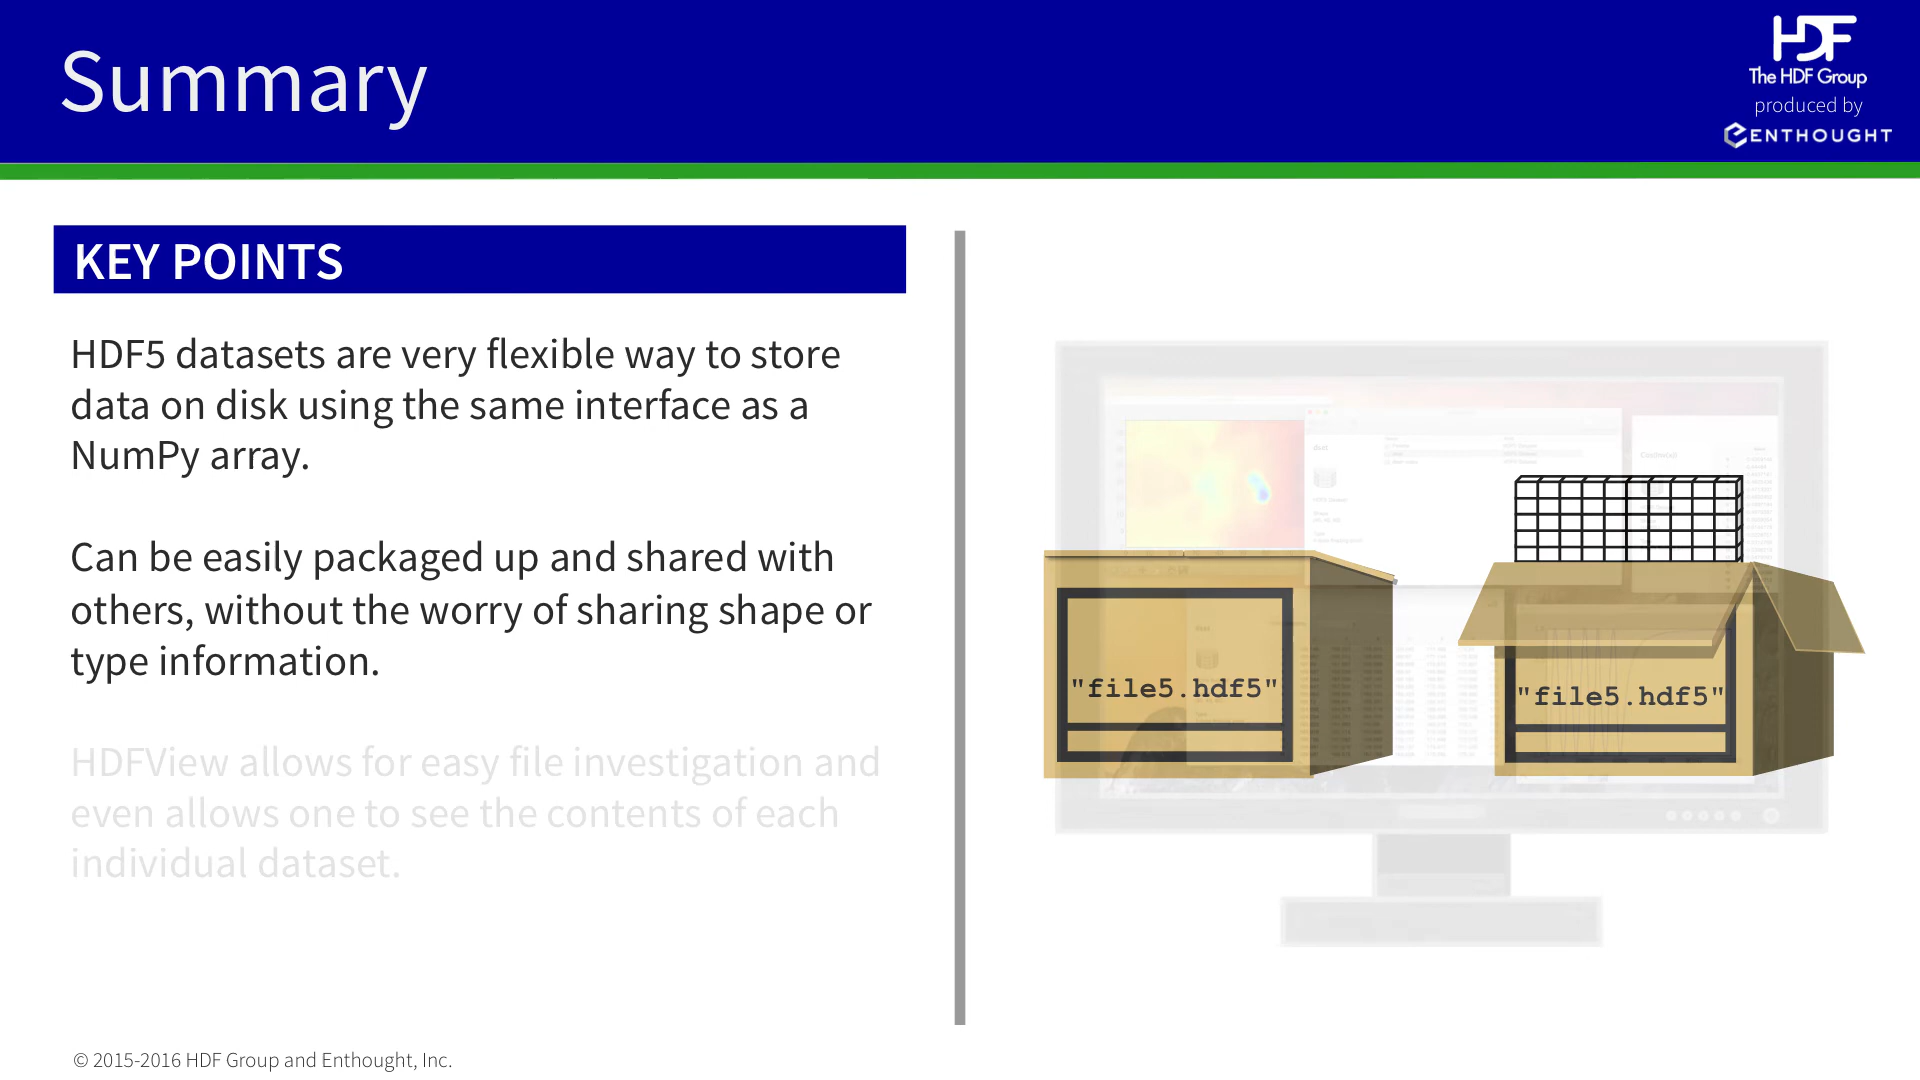 Summary
HDF
The HDF Group
produced by
ENTHOUGHT
KEY POINTS
HDF5 datasets are very flexible way to store
data on disk using the same interface as a
NumPy array.
Can be easily packaged up and shared with
others, without the worry of sharing shape or
type information.
HDFView allows for easy file investigation and
even allows one to see the contents of each
individual dataset.
"file5.hdf5"
"file5.hdf5"
© 2015-2016 HDF Group and Enthought, Inc.